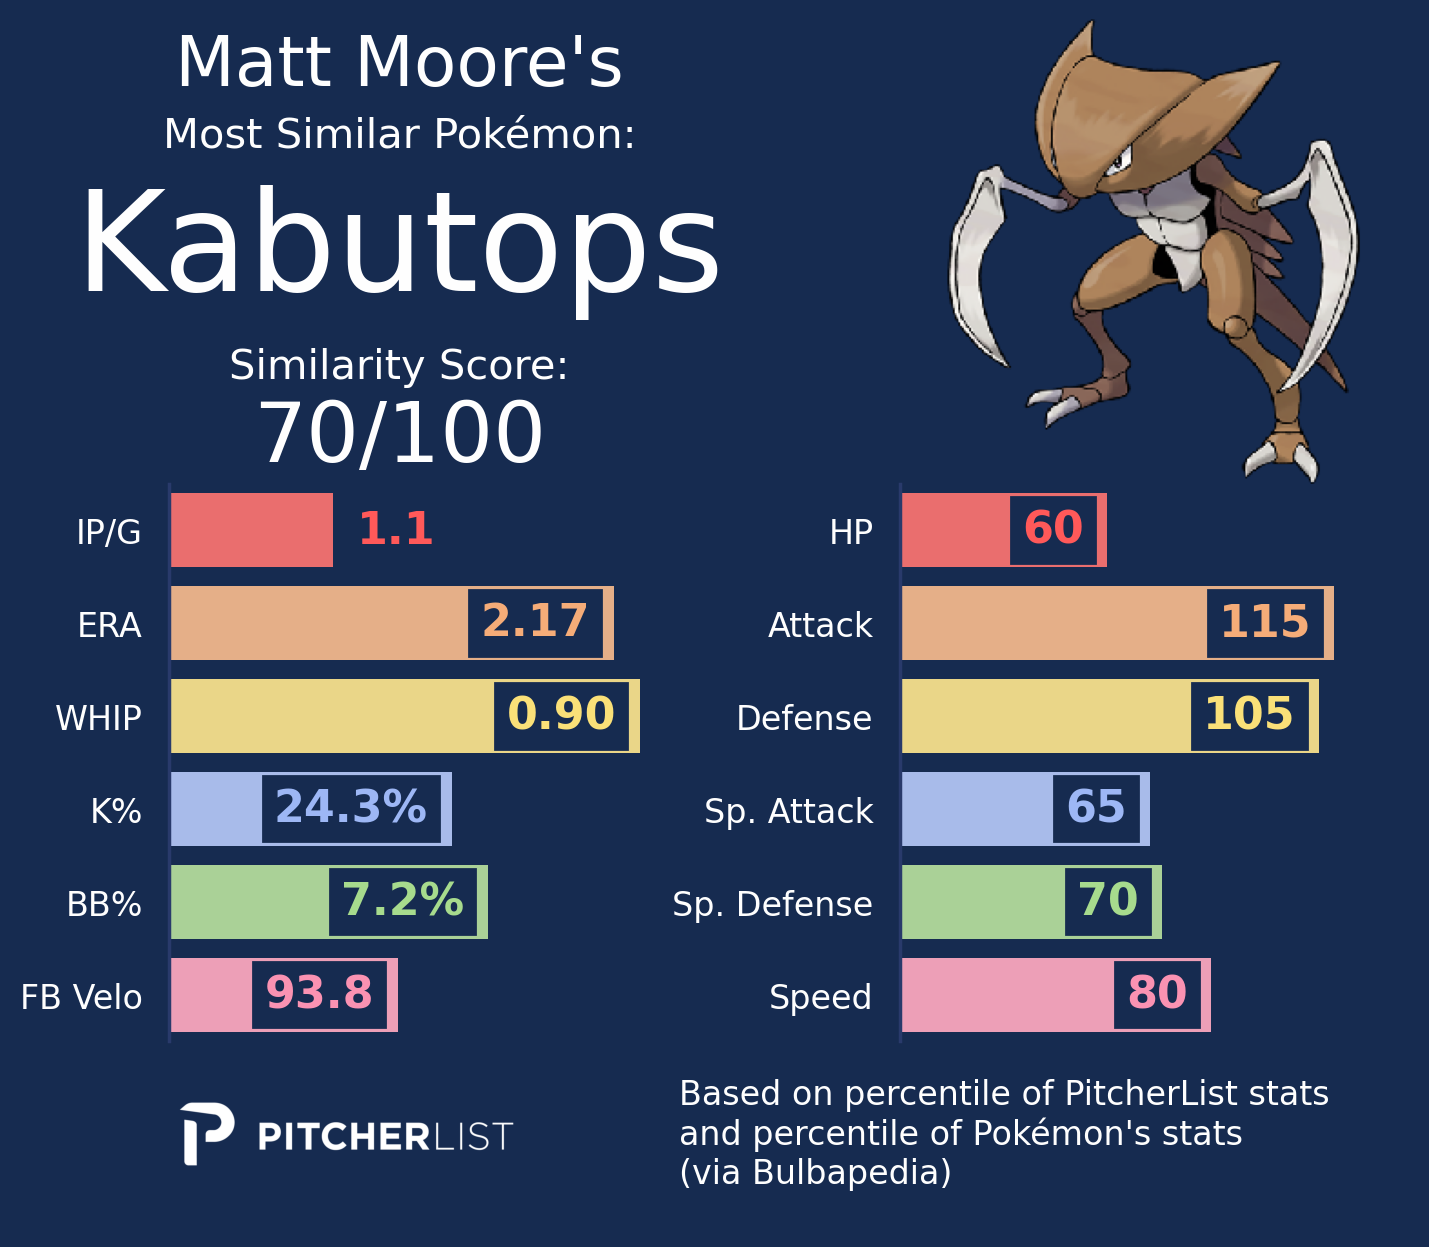 Matt Moore's
Most Similar Pokémon:
Kabutops
Similarity Score:
70/100
IP/G 1.1
ERA 2.17
WHIP 0.90
K% 24.3%
BB% 7.2%
FB Velo 93.8
HP 60
Attack 115
Defense 105
Sp. Attack 65
Sp. Defense 70
Speed 80
PITCHERLIST
Based on percentile of PitcherList stats
and percentile of Pokémon's stats
(via Bulbapedia)